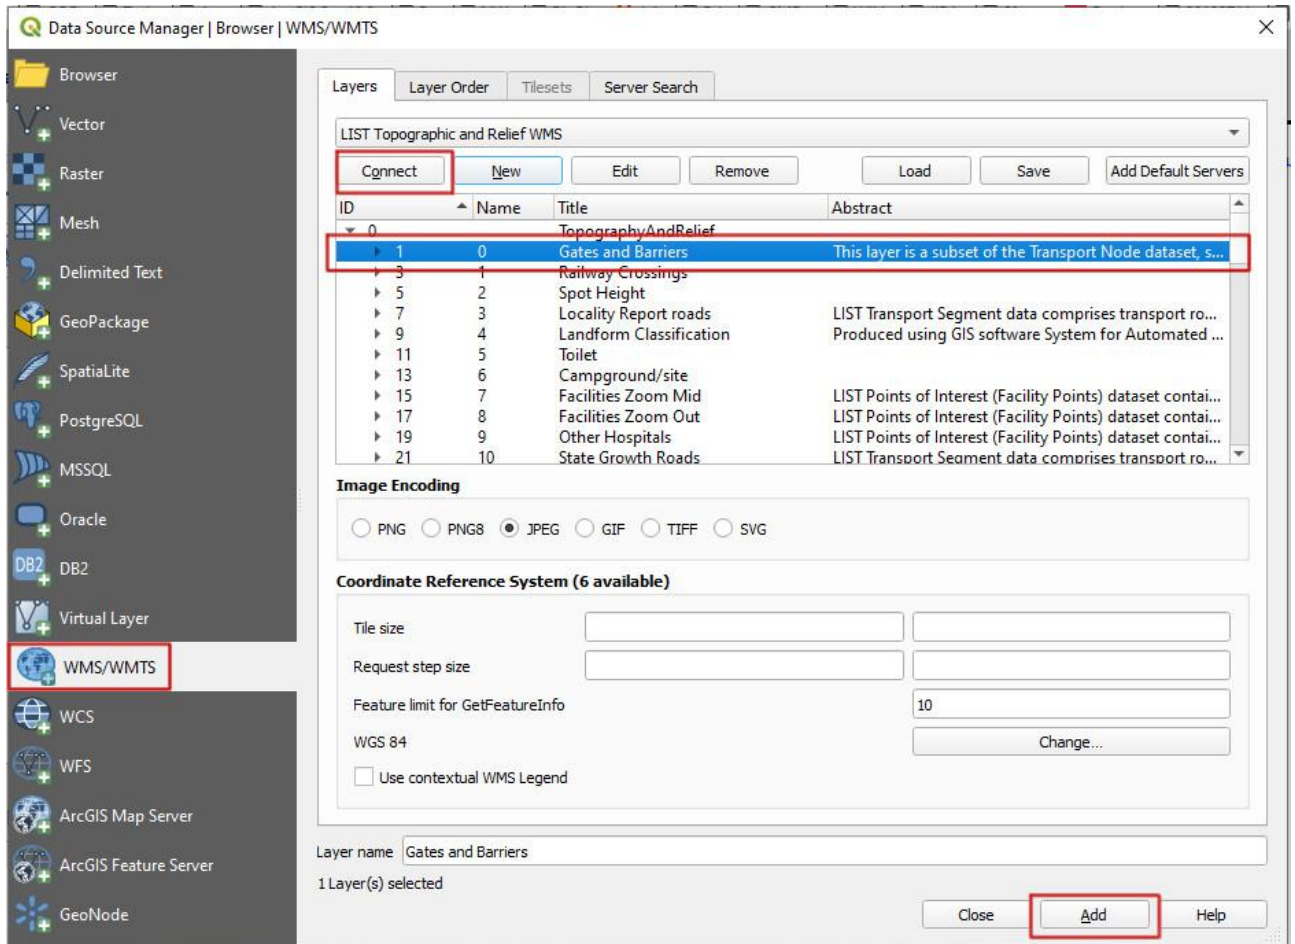 Data Source Manager | Browser | WMS/WMTS
Browser
Vector
Raster
Mesh
Delimited Text
GeoPackage
SpatiaLite
PostgreSQL
MSSQL
Oracle
DB2
DB2
Virtual Layer
WMS/WMTS
WCS
WFS
ArcGIS Map Server
ArcGIS Feature Server
GeoNode
Layers Layer Order Tilesets Server Search
LIST Topographic and Relief WMS
Connect New Edit Remove Load Save Add Default Servers
ID Name Title Abstract
0 TopographyAndRelief
1 0 Gates and Barriers This layer is a subset of the Transport Node dataset, s...
3 1 Railway Crossings
5 2 Spot Height
7 3 Locality Report roads LIST Transport Segment data comprises transport ro...
9 4 Landform Classification Produced using GIS software System for Automated ...
11 5 Toilet
13 6 Campground/site
15 7 Facilities Zoom Mid LIST Points of Interest (Facility Points) dataset contai...
17 8 Facilities Zoom Out LIST Points of Interest (Facility Points) dataset contai...
19 9 Other Hospitals LIST Points of Interest (Facility Points) dataset contai...
21 10 State Growth Roads LIST Transport Segment data comprises transport ro...
Image Encoding
PNG PNG8 JPEG GIF TIFF SVG
Coordinate Reference System (6 available)
Tile size
Request step size
Feature limit for GetFeatureInfo 10
WGS 84 Change...
Use contextual WMS Legend
Layer name Gates and Barriers
1 Layer(s) selected
Close Add Help